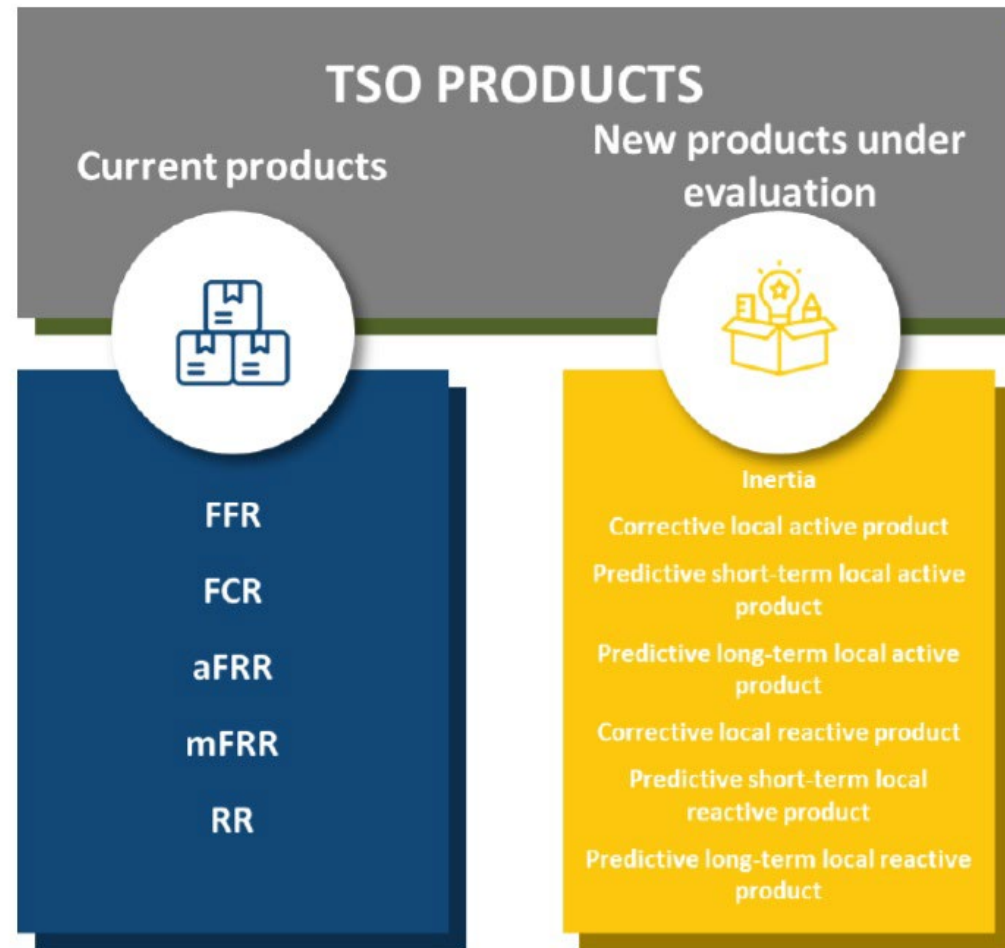 TSO PRODUCTS
Current products
New products under
evaluation
FFR
FCR
aFRR
mFRR
RR
Inertia
Corrective local active product
Predictive short-term local active
product
Predictive long-term local active
product
Corrective local reactive product
Predictive short-term local
reactive product
Predictive long-term local reactive
product